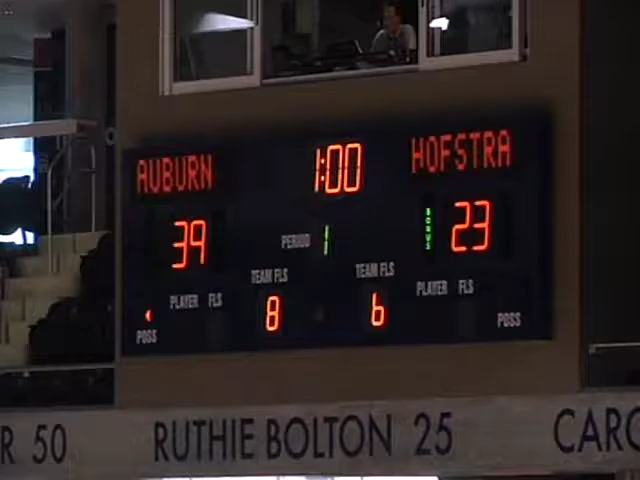 AUBURN 1:00 HOFSTRA
39 PERIOD 1 BONUS 23
TEAM FLS TEAM FLS
PLAYER FLS 8 6 PLAYER FLS
POSS POSS
R 50 RUTHIE BOLTON 25 CARO